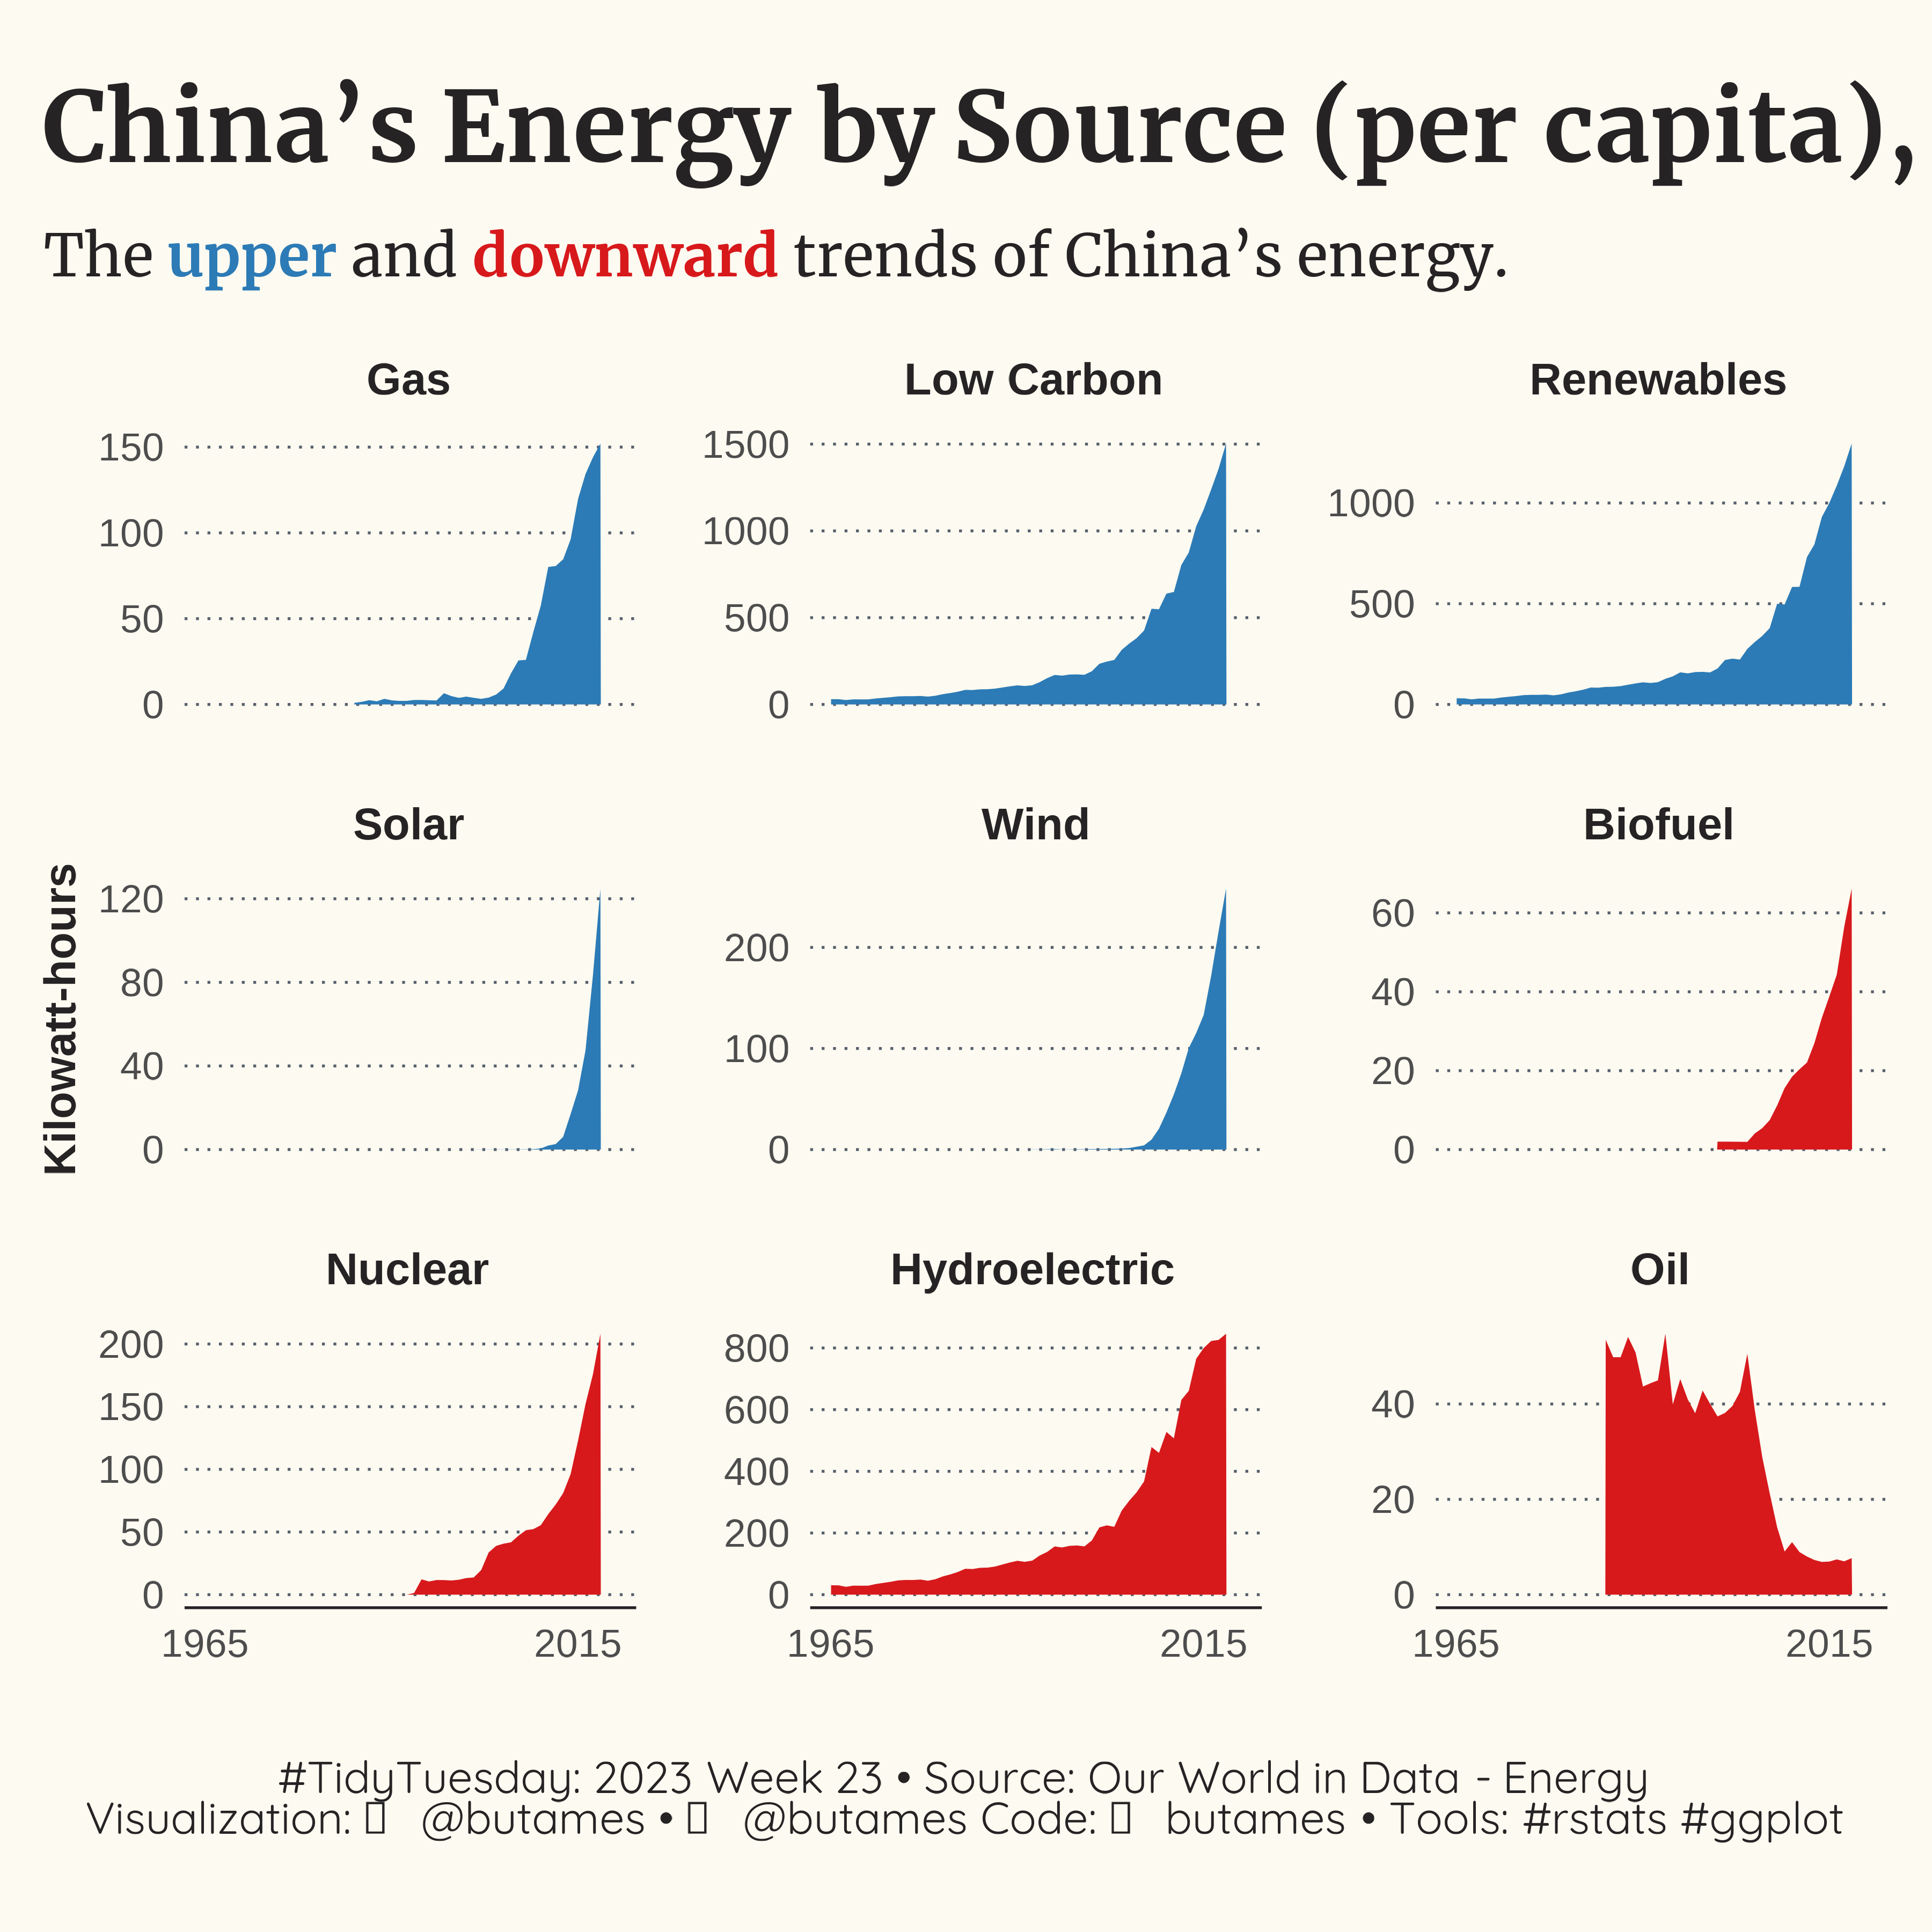 China’s Energy by Source (per capita),
The upper and downward trends of China’s energy.
Gas
Low Carbon
Renewables
150
100
50
0
1500
1000
500
0
1000
500
0
Kilowatt-hours
Solar
Wind
Biofuel
120
80
40
0
200
100
0
60
40
20
0
Nuclear
Hydroelectric
Oil
200
150
100
50
0
800
600
400
200
0
40
20
0
1965 2015
1965 2015
1965 2015
#TidyTuesday: 2023 Week 23 • Source: Our World in Data - Energy
Visualization: @butames • @butames Code: butames • Tools: #rstats #ggplot